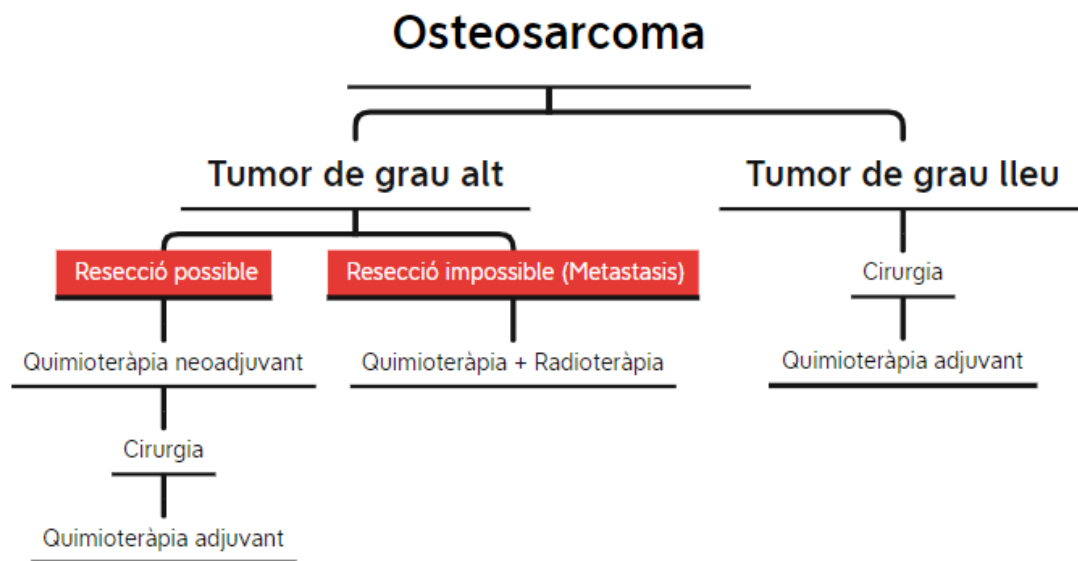 Osteosarcoma
Tumor de grau alt
Tumor de grau lleu
Resecció possible
Resecció impossible (Metastasis)
Cirurgia
Quimioteràpia neoadjuvant
Quimioteràpia + Radioteràpia
Quimioteràpia adjuvant
Cirurgia
Quimioteràpia adjuvant